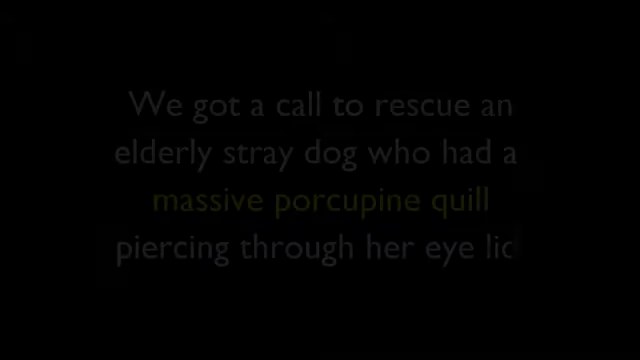 We got a call to rescue an
elderly stray dog who had a
massive porcupine quill
piercing through her eye lid